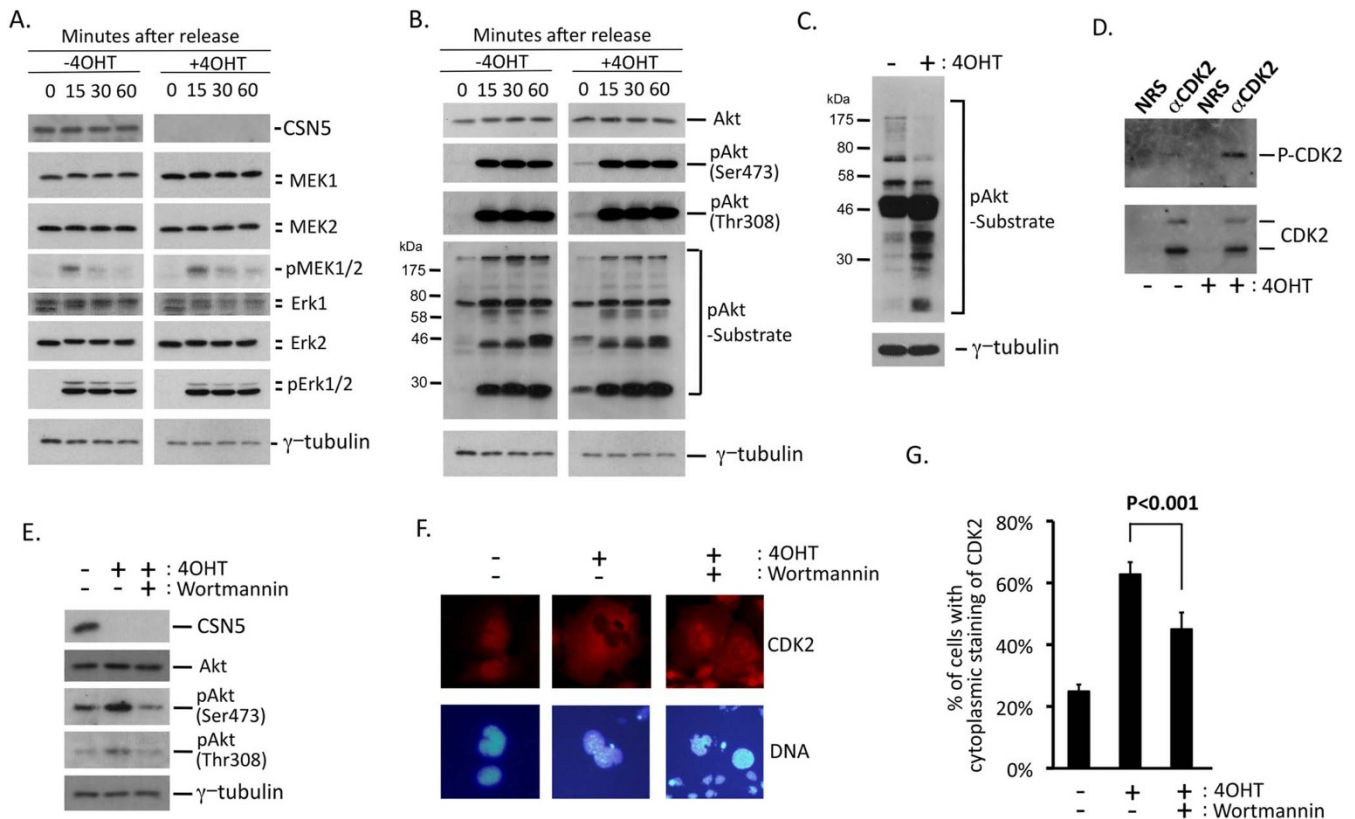 A.
Minutes after release
-4OHT +4OHT
0 15 30 60 0 15 30 60
CSN5
MEK1
MEK2
pMEK1/2
Erk1
Erk2
pErk1/2
γ-tubulin
B.
Minutes after release
-4OHT +4OHT
0 15 30 60 0 15 30 60
Akt
pAkt
(Ser473)
pAkt
(Thr308)
kDa
175
80
58
46
30
pAkt
-Substrate
γ-tubulin
C.
- + : 4OHT
kDa
175
80
58
46
30
pAkt
-Substrate
γ-tubulin
D.
NRS αCDK2 NRS αCDK2
P-CDK2
CDK2
- - + + : 4OHT
E.
- + + : 4OHT
- - + : Wortmannin
CSN5
Akt
pAkt
(Ser473)
pAkt
(Thr308)
γ-tubulin
F.
- + + : 4OHT
- - + : Wortmannin
CDK2
DNA
G.
P<0.001
% of cells with
cytoplasmic staining of CDK2
80%
60%
40%
20%
0%
- + + : 4OHT
- - + : Wortmannin